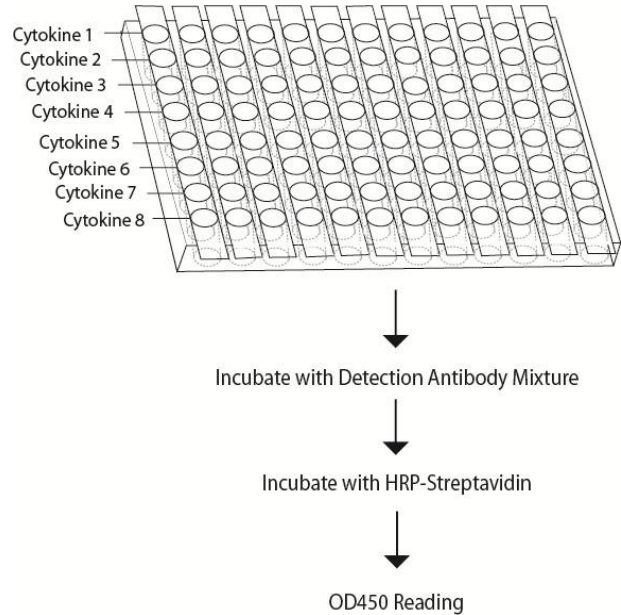 Cytokine 1
Cytokine 2
Cytokine 3
Cytokine 4
Cytokine 5
Cytokine 6
Cytokine 7
Cytokine 8
Incubate with Detection Antibody Mixture
Incubate with HRP-Streptavidin
OD450 Reading